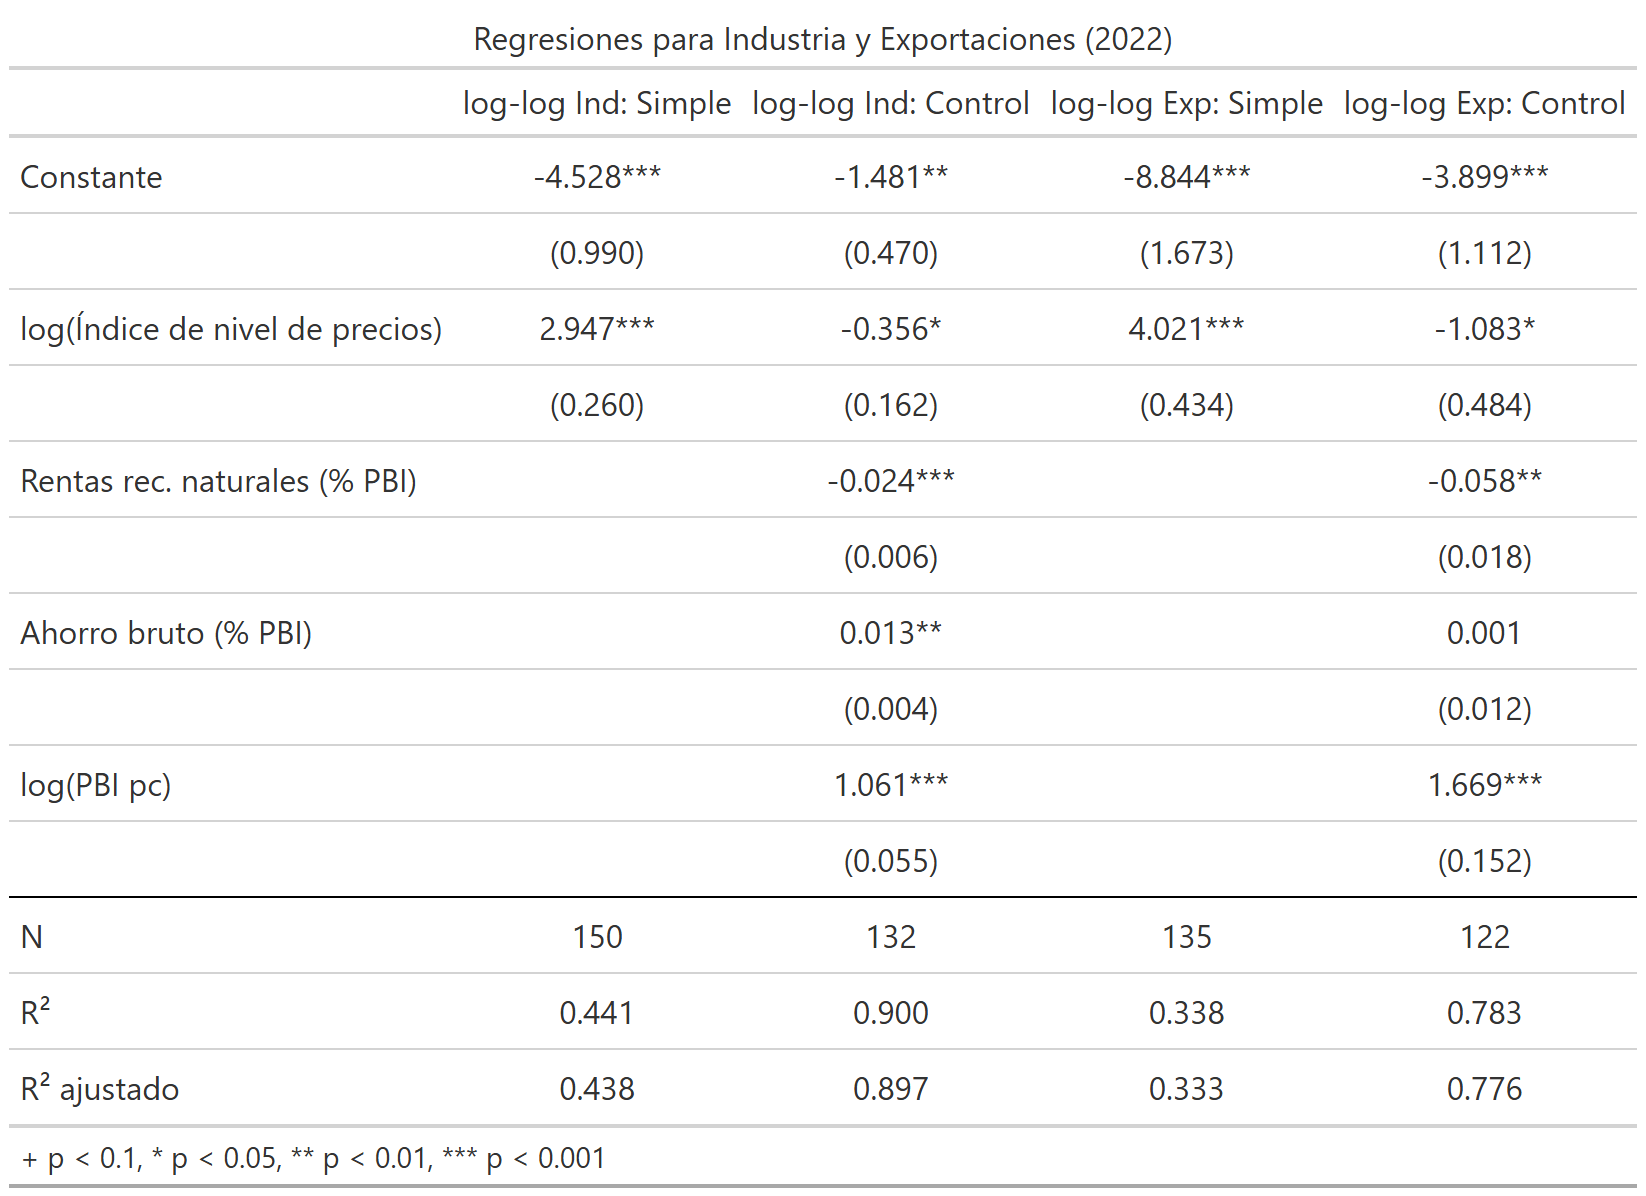 Regresiones para Industria y Exportaciones (2022)
log-log Ind: Simple log-log Ind: Control log-log Exp: Simple log-log Exp: Control
Constante -4.528*** -1.481** -8.844*** -3.899***
(0.990) (0.470) (1.673) (1.112)
log(Índice de nivel de precios) 2.947*** -0.356* 4.021*** -1.083*
(0.260) (0.162) (0.434) (0.484)
Rentas rec. naturales (% PBI) -0.024*** -0.058**
(0.006) (0.018)
Ahorro bruto (% PBI) 0.013** 0.001
(0.004) (0.012)
log(PBI pc) 1.061*** 1.669***
(0.055) (0.152)
N 150 132 135 122
R² 0.441 0.900 0.338 0.783
R² ajustado 0.438 0.897 0.333 0.776
+ p < 0.1, * p < 0.05, ** p < 0.01, *** p < 0.001